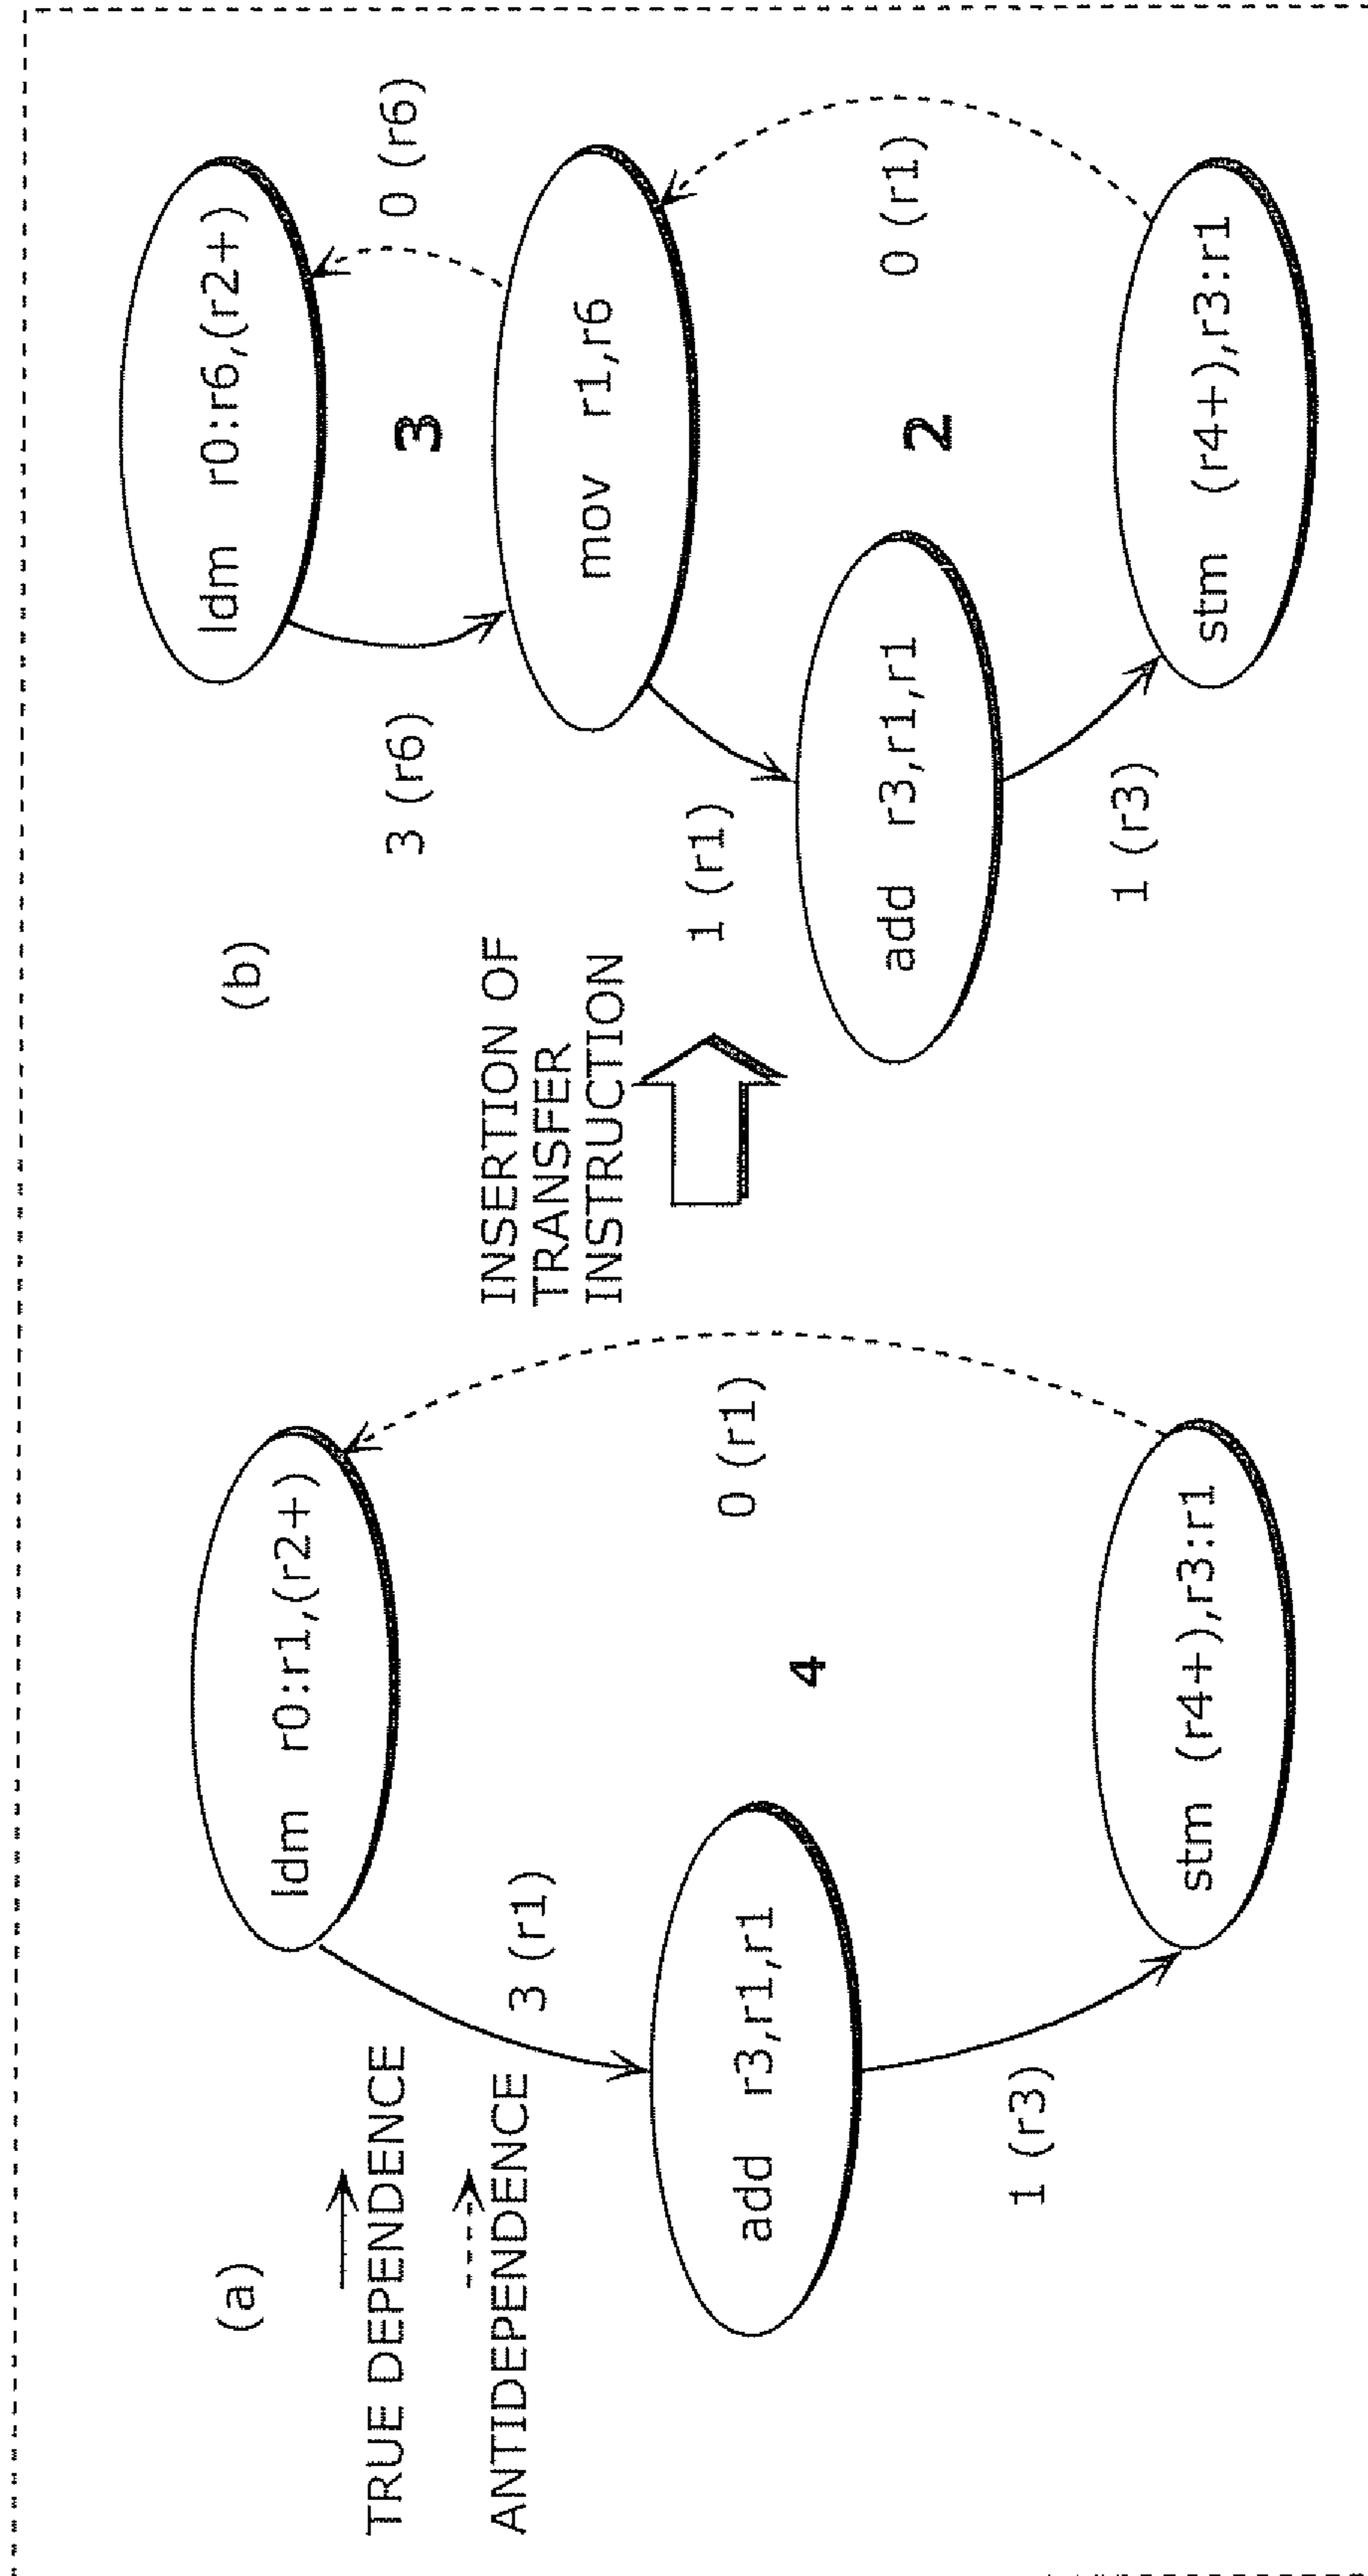 (a)
TRUE DEPENDENCE
ANTIDEPENDENCE
ldm r0:r1,(r2+)
3 (r1)
add r3,r1,r1
4
0 (r1)
1 (r3)
stm (r4+),r3:r1
INSERTION OF
TRANSFER
INSTRUCTION
(b)
ldm r0:r6,(r2+)
3 (r6)
3
0 (r6)
mov r1,r6
1 (r1)
add r3,r1,r1
2
0 (r1)
1 (r3)
stm (r4+),r3:r1